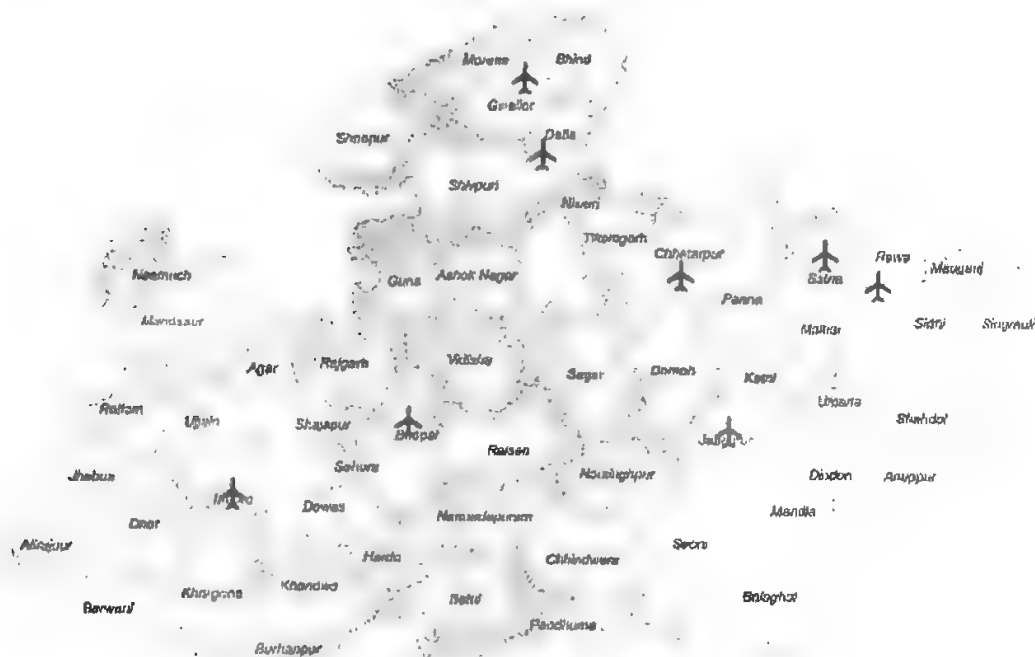 Morena
Bhind
Gwalior
Datia
Sheopur
Shivpuri
Niwari
Tikamgarh
Chhatarpur
Rewa
Mauganj
Neemuch
Guna
Ashok Nagar
Satna
Panna
Mandsaur
Maihar
Sidhi
Singrauli
Agar
Rajgarh
Vidisha
Sagar
Damoh
Katni
Ratlam
Ujjain
Shajapur
Bhopal
Umaria
Shahdol
Raisen
Jabalpur
Sehore
Jhabua
Indore
Dewas
Narsinghpur
Dindori
Anuppur
Dhar
Narmadapuram
Mandla
Alirajpur
Harda
Chhindwara
Seoni
Khargone
Khandwa
Betul
Balaghat
Barwani
Pandhurna
Burhanpur